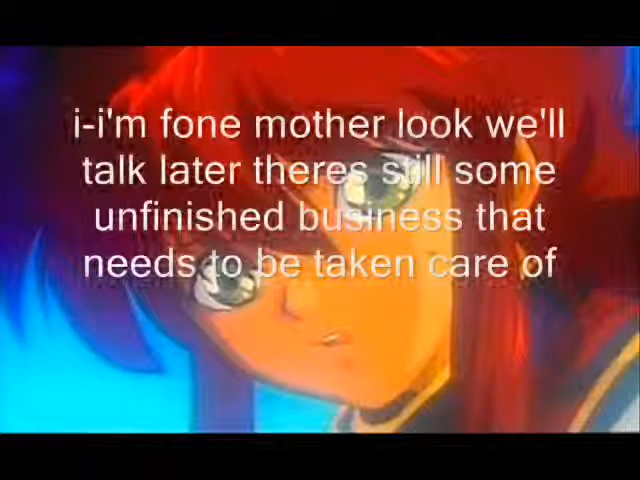 i-i'm fone mother look we'll
talk later theres still some
unfinished business that
needs to be taken care of